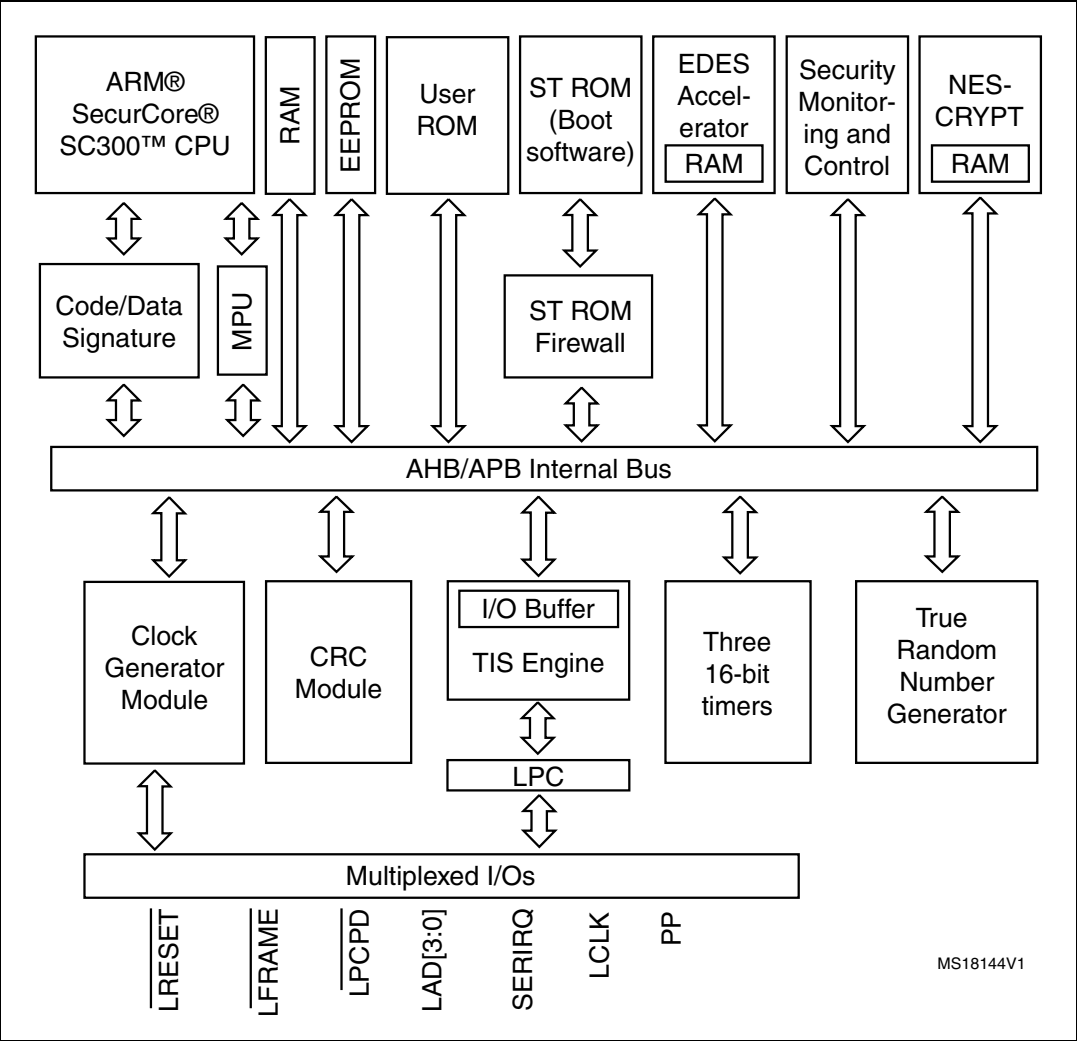 ARM®
SecurCore®
SC300™ CPU
RAM
EEPROM
User
ROM
ST ROM
(Boot
software)
EDES
Accel-
erator
RAM
Security
Monitor-
ing and
Control
NES-
CRYPT
RAM
Code/Data
Signature
MPU
ST ROM
Firewall
AHB/APB Internal Bus
Clock
Generator
Module
CRC
Module
I/O Buffer
TIS Engine
Three
16-bit
timers
True
Random
Number
Generator
LPC
Multiplexed I/Os
LRESET
LFRAME
LPCPD
LAD[3:0]
SERIRQ
LCLK
PP
MS18144V1